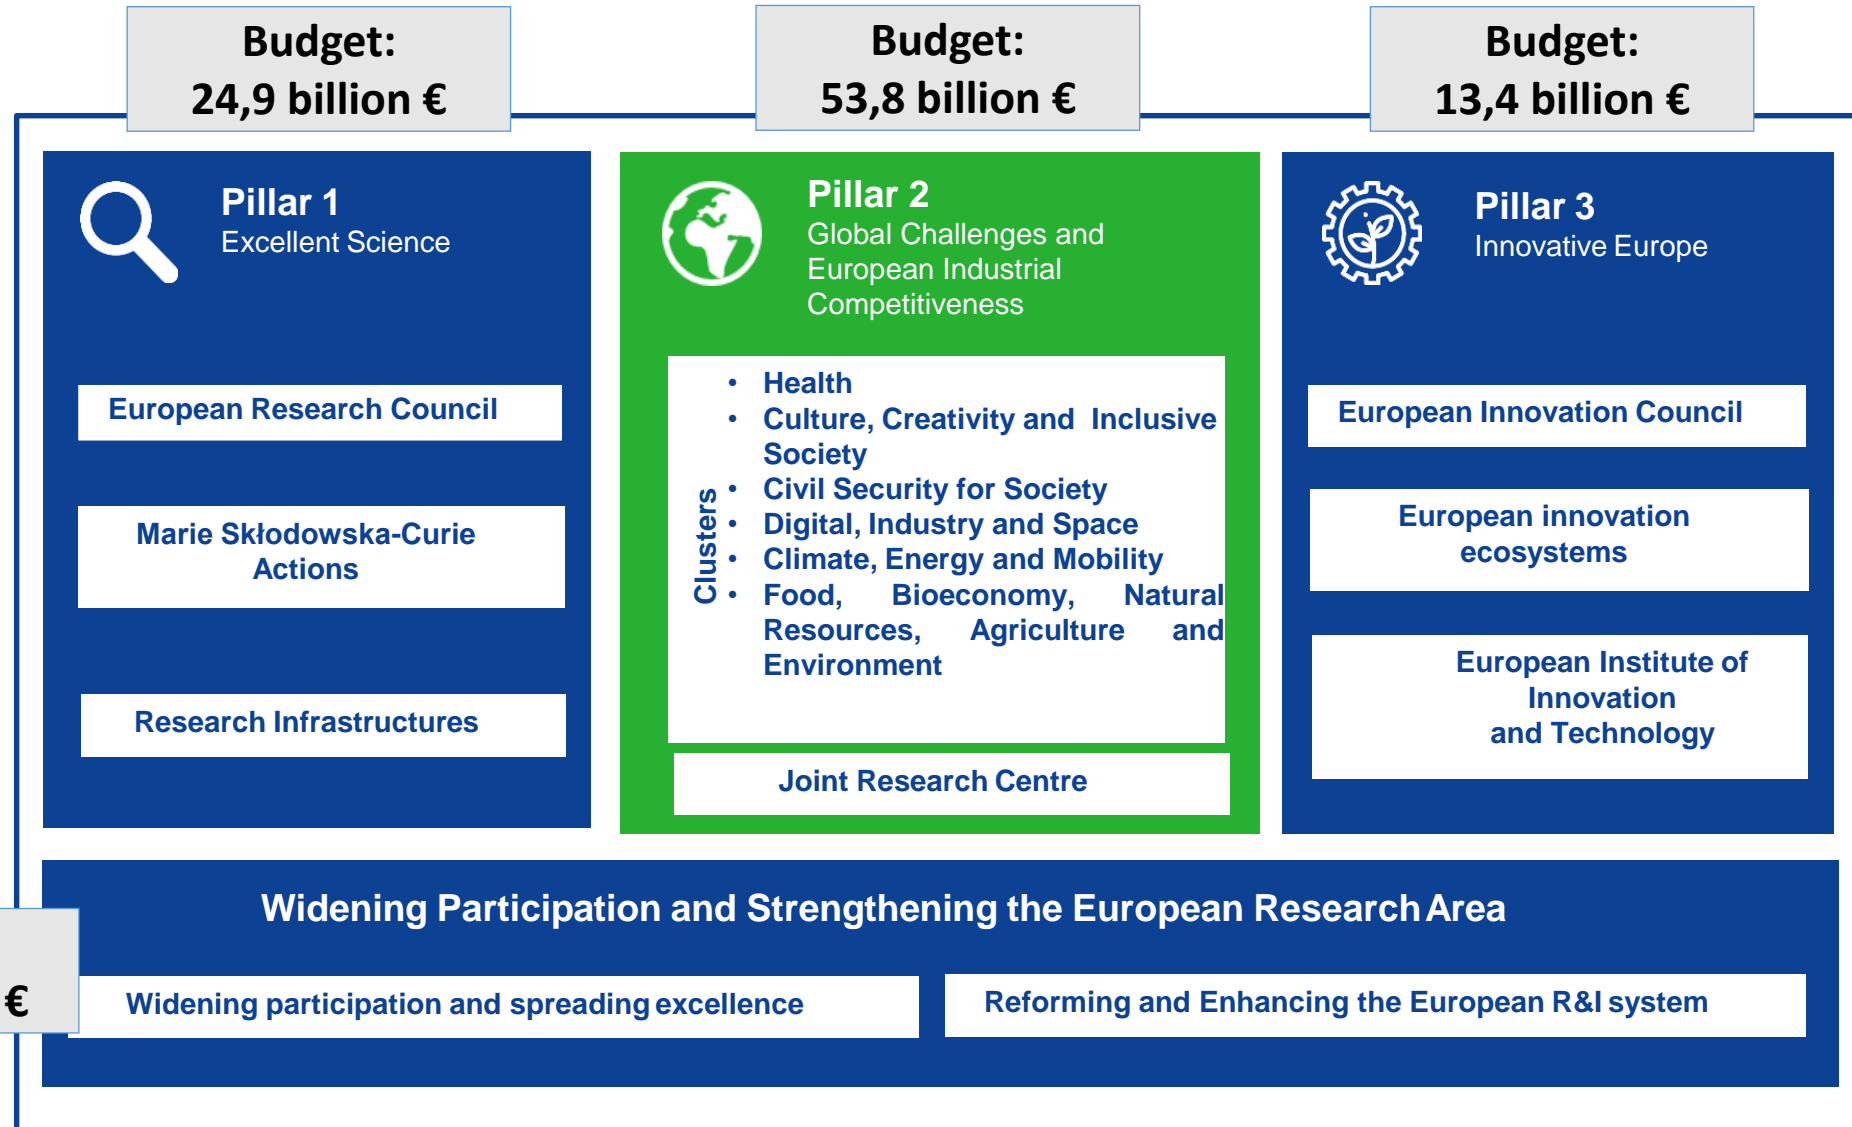 Budget:
24,9 billion €
Budget:
53,8 billion €
Budget:
13,4 billion €
Pillar 1
Excellent Science
European Research Council
Marie Skłodowska-Curie
Actions
Research Infrastructures
Pillar 2
Global Challenges and
European Industrial
Competitiveness
Clusters
• Health
• Culture, Creativity and Inclusive
Society
• Civil Security for Society
• Digital, Industry and Space
• Climate, Energy and Mobility
• Food, Bioeconomy, Natural
Resources, Agriculture and
Environment
Joint Research Centre
Pillar 3
Innovative Europe
European Innovation Council
European innovation
ecosystems
European Institute of
Innovation
and Technology
Widening Participation and Strengthening the European Research Area
€
Widening participation and spreading excellence
Reforming and Enhancing the European R&I system